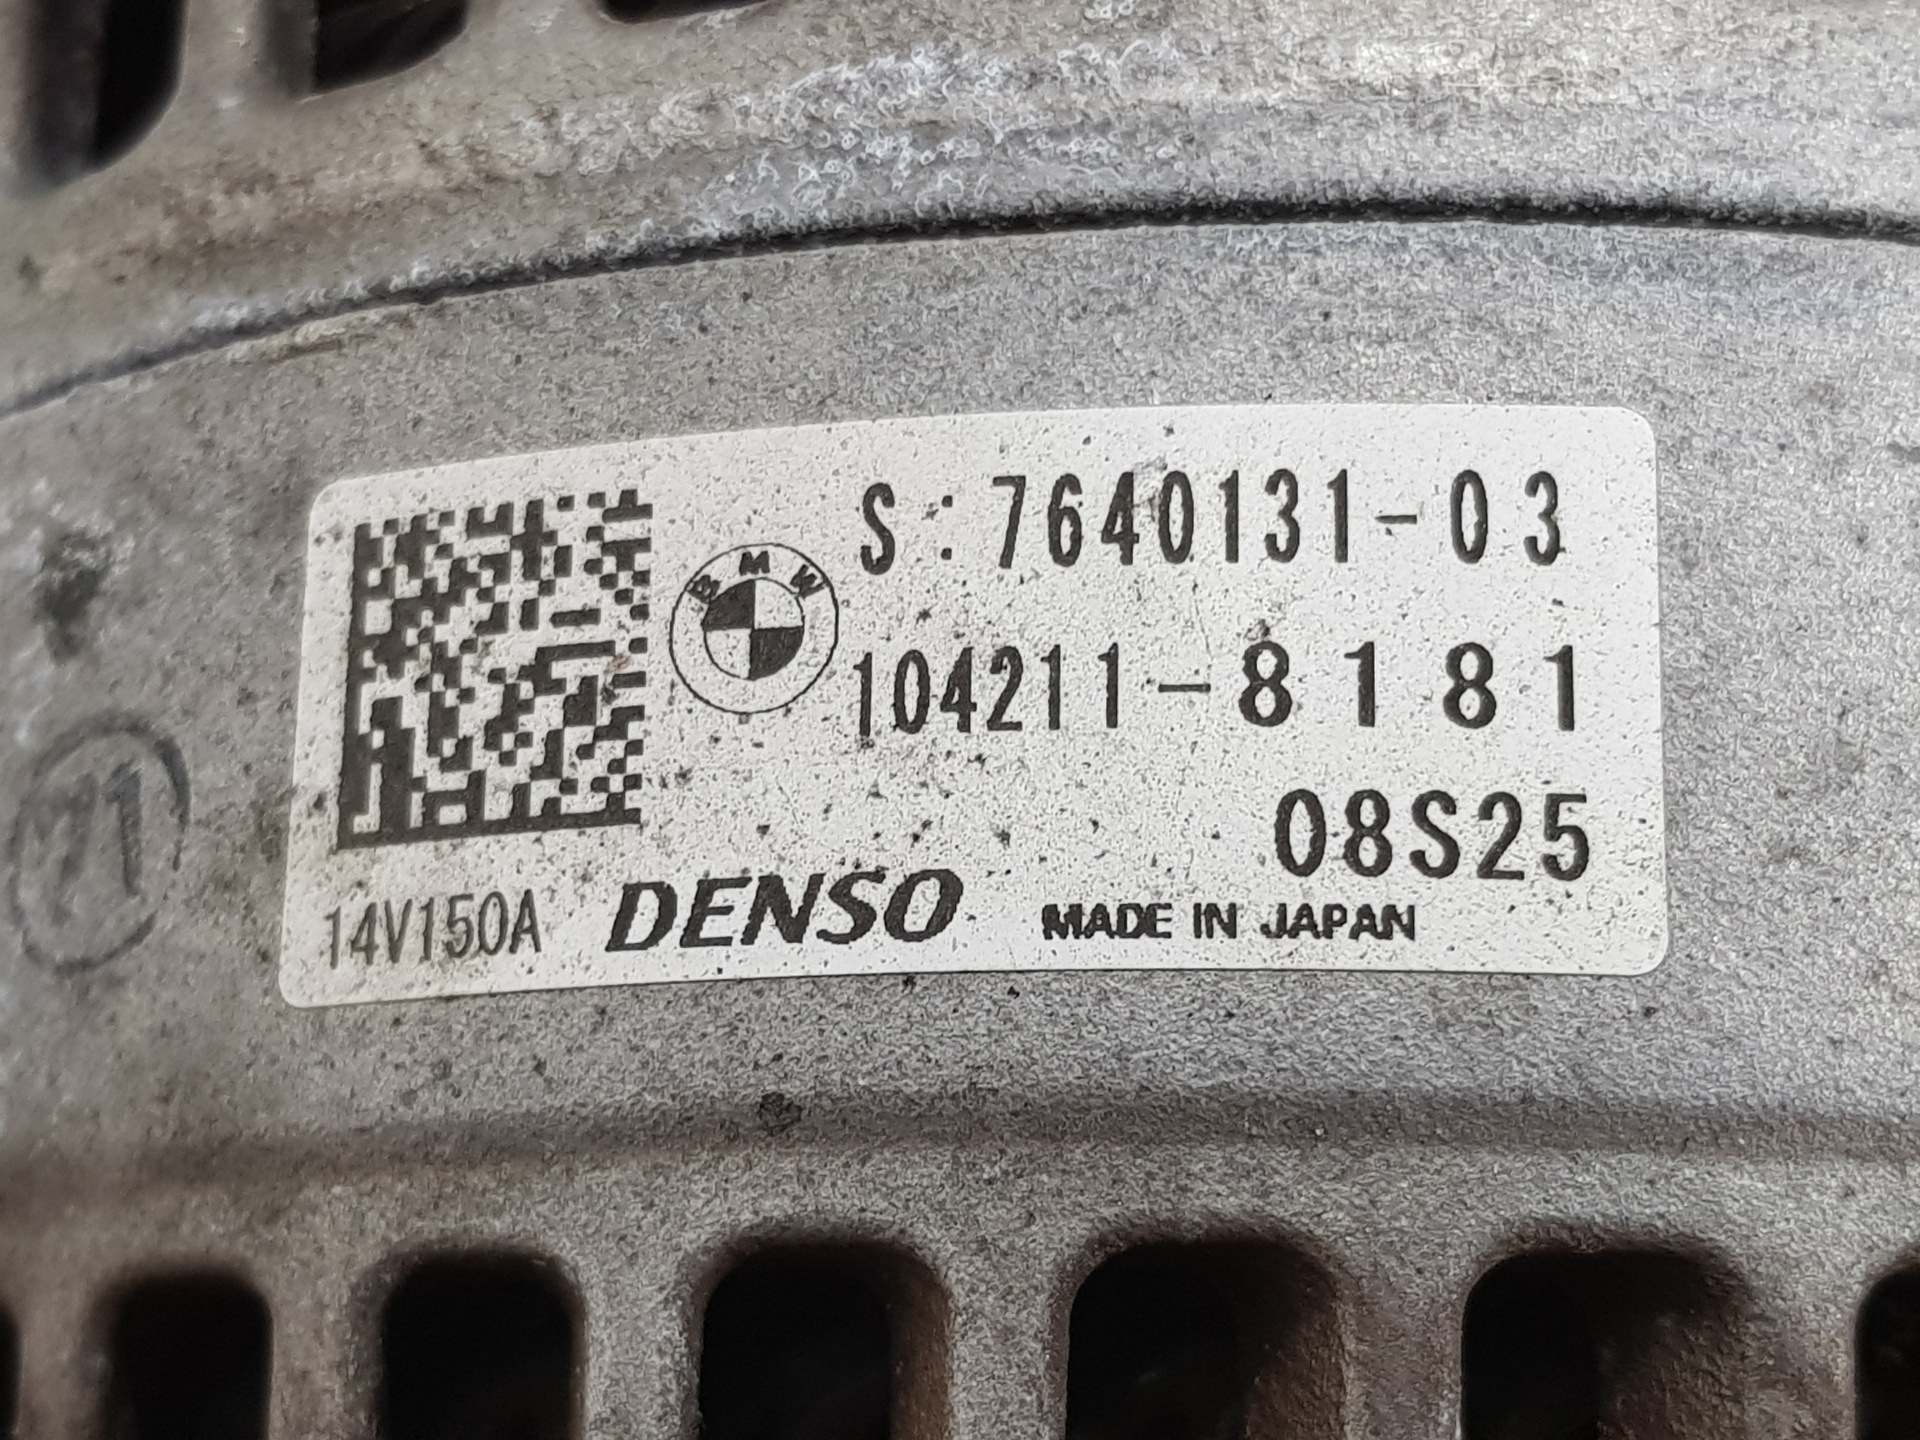 S:7640131-03
BMW
104211-8181
08S25
14V150A DENSO MADE IN JAPAN